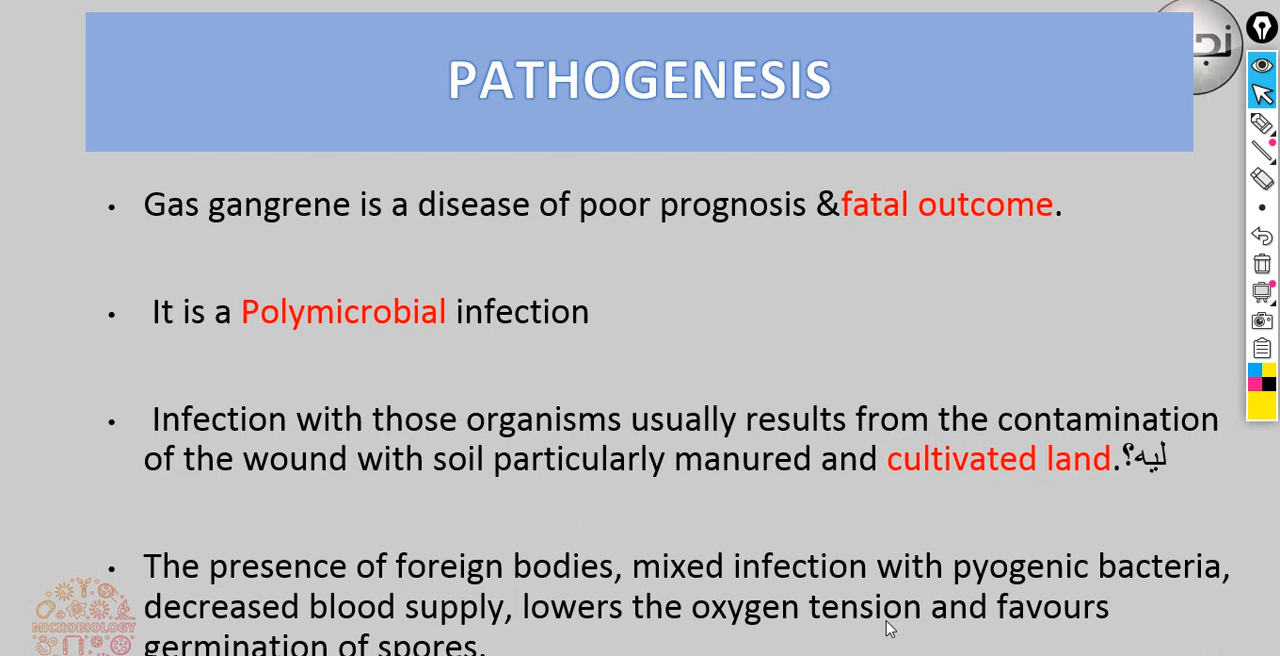 PATHOGENESIS
• Gas gangrene is a disease of poor prognosis &fatal outcome.
• It is a Polymicrobial infection
• Infection with those organisms usually results from the contamination
of the wound with soil particularly manured and cultivated land.ليه؟
• The presence of foreign bodies, mixed infection with pyogenic bacteria,
decreased blood supply, lowers the oxygen tension and favours
germination of spores.
MICROBIOLOGY